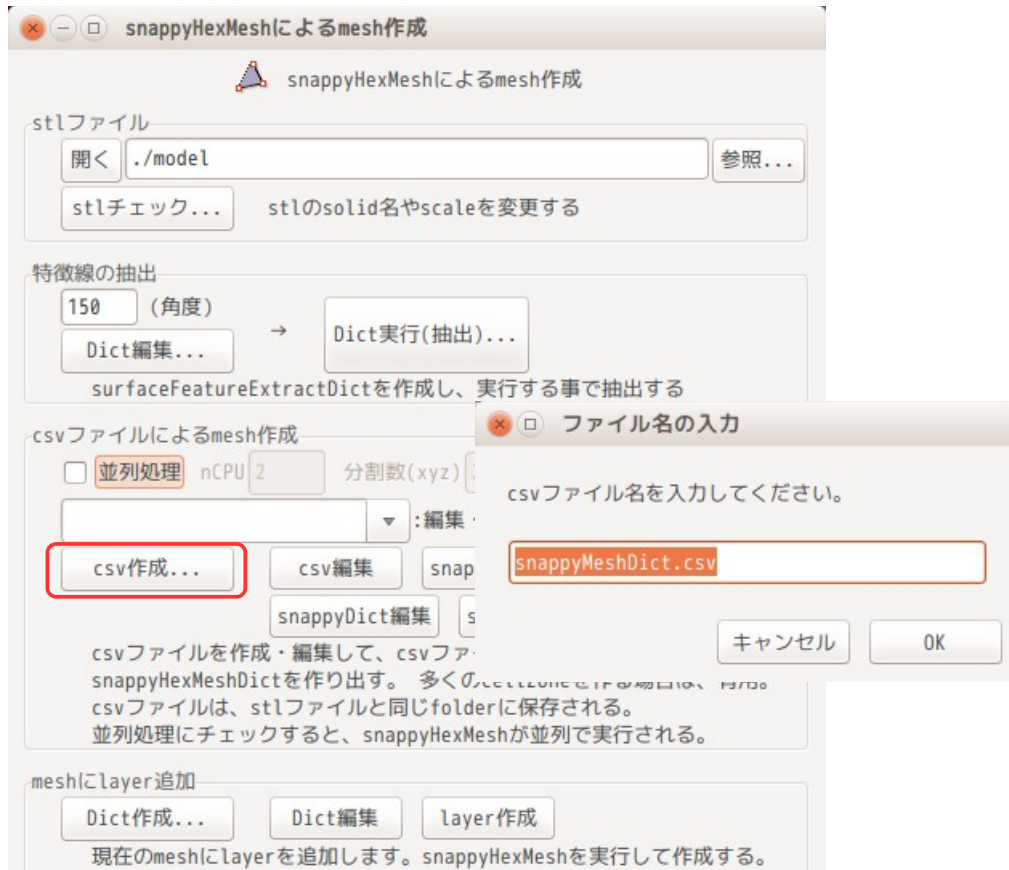 snappyHexMeshによるmesh作成
snappyHexMeshによるmesh作成
stlファイル
開く ./model 参照...
stlチェック... stlのsolid名やscaleを変更する
特徴線の抽出
150 (角度)
→ Dict実行(抽出)...
Dict編集...
surfaceFeatureExtractDictを作成し、実行する事で抽出する
csvファイルによるmesh作成
並列処理 nCPU 2 分割数(xyz)
:編集・
csv作成... csv編集 snap
snappyDict編集 s
csvファイルを作成・編集して、csvファ
snappyHexMeshDictを作り出す。 多くのcellZoneを作る場合は、有用。
csvファイルは、stlファイルと同じfolderに保存される。
並列処理にチェックすると、snappyHexMeshが並列で実行される。
ファイル名の入力
csvファイル名を入力してください。
snappyMeshDict.csv
キャンセル OK
meshにlayer追加
Dict作成... Dict編集 layer作成
現在のmeshにlayerを追加します。snappyHexMeshを実行して作成する。